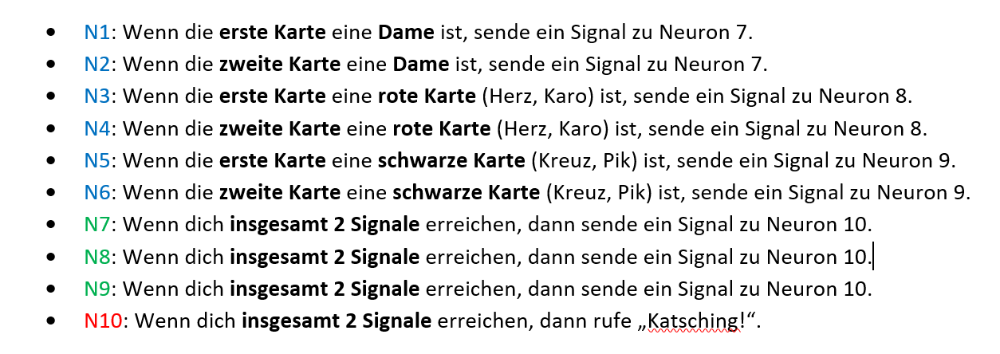 • N1: Wenn die erste Karte eine Dame ist, sende ein Signal zu Neuron 7.
• N2: Wenn die zweite Karte eine Dame ist, sende ein Signal zu Neuron 7.
• N3: Wenn die erste Karte eine rote Karte (Herz, Karo) ist, sende ein Signal zu Neuron 8.
• N4: Wenn die zweite Karte eine rote Karte (Herz, Karo) ist, sende ein Signal zu Neuron 8.
• N5: Wenn die erste Karte eine schwarze Karte (Kreuz, Pik) ist, sende ein Signal zu Neuron 9.
• N6: Wenn die zweite Karte eine schwarze Karte (Kreuz, Pik) ist, sende ein Signal zu Neuron 9.
• N7: Wenn dich insgesamt 2 Signale erreichen, dann sende ein Signal zu Neuron 10.
• N8: Wenn dich insgesamt 2 Signale erreichen, dann sende ein Signal zu Neuron 10.
• N9: Wenn dich insgesamt 2 Signale erreichen, dann sende ein Signal zu Neuron 10.
• N10: Wenn dich insgesamt 2 Signale erreichen, dann rufe „Katsching!“.